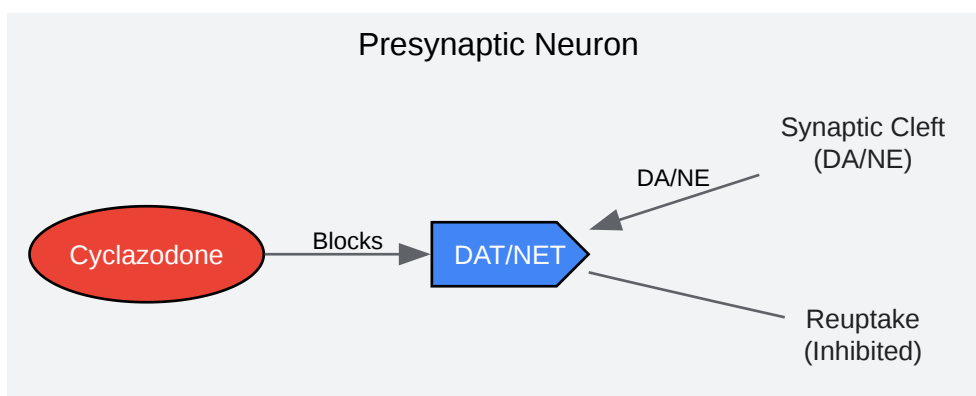 Presynaptic Neuron
Synaptic Cleft
(DA/NE)
DA/NE
Cyclazodone
Blocks
DAT/NET
Reuptake
(Inhibited)